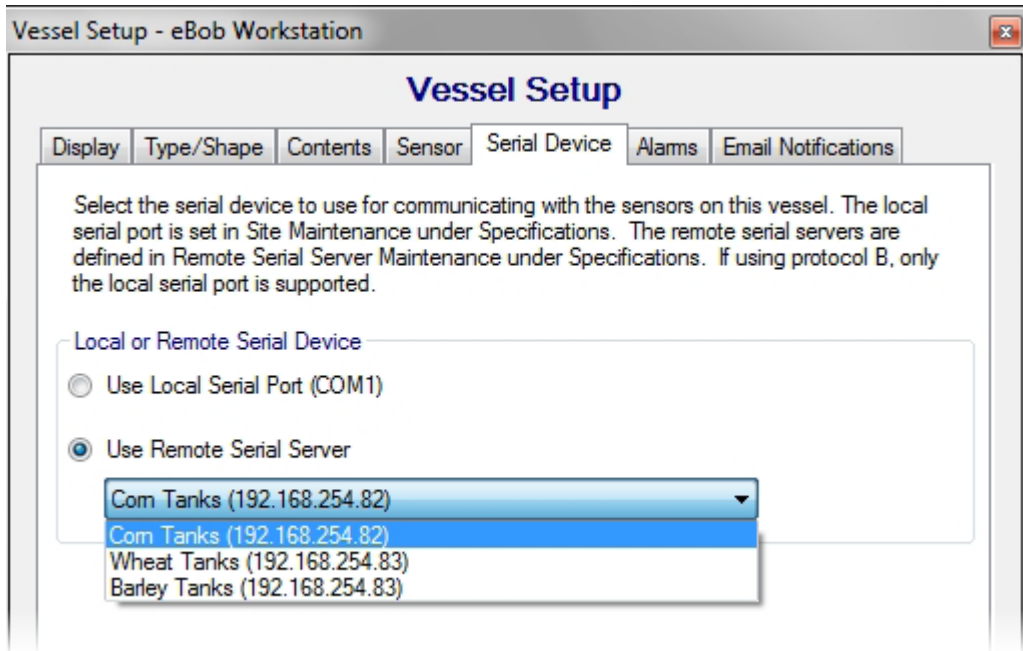 Vessel Setup - eBob Workstation
Vessel Setup
Display Type/Shape Contents Sensor Serial Device Alarms Email Notifications
Select the serial device to use for communicating with the sensors on this vessel. The local
serial port is set in Site Maintenance under Specifications. The remote serial servers are
defined in Remote Serial Server Maintenance under Specifications. If using protocol B, only
the local serial port is supported.
Local or Remote Serial Device
Use Local Serial Port (COM1)
Use Remote Serial Server
Corn Tanks (192.168.254.82)
Corn Tanks (192.168.254.82)
Wheat Tanks (192.168.254.83)
Barley Tanks (192.168.254.83)